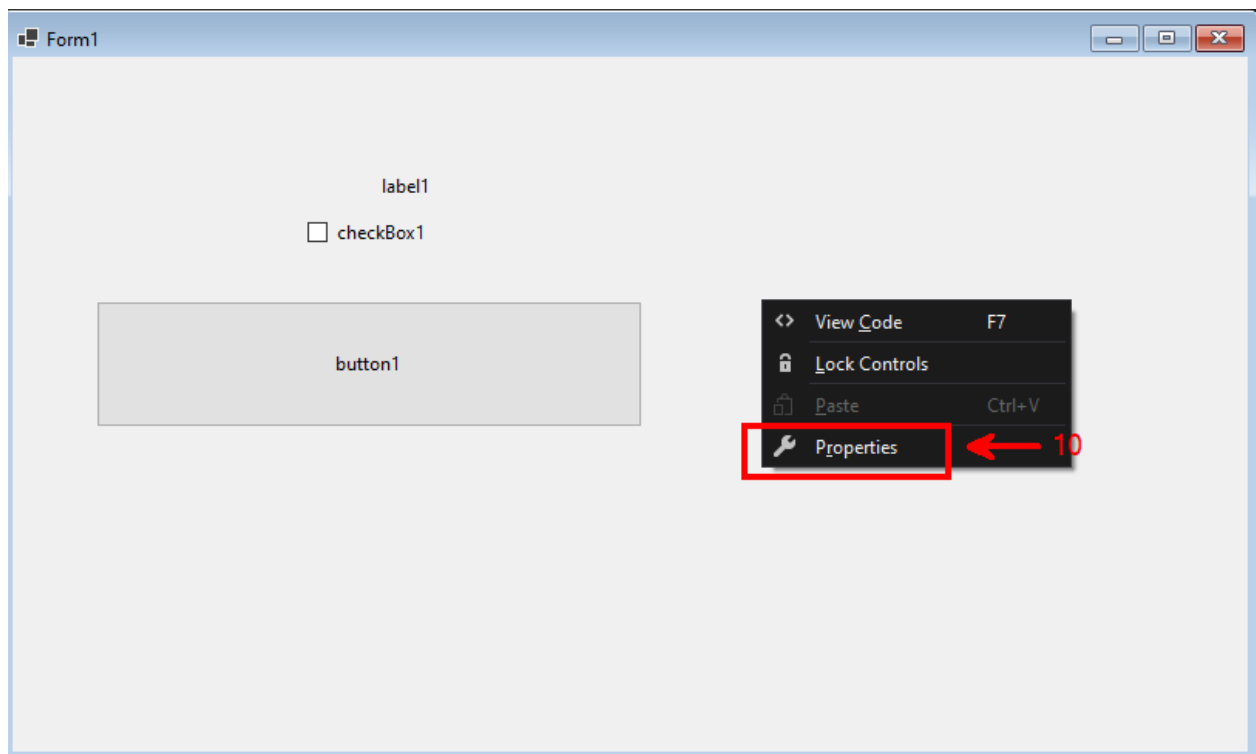 Form1
label1
checkBox1
button1
View Code F7
Lock Controls
Paste Ctrl+V
Properties 10